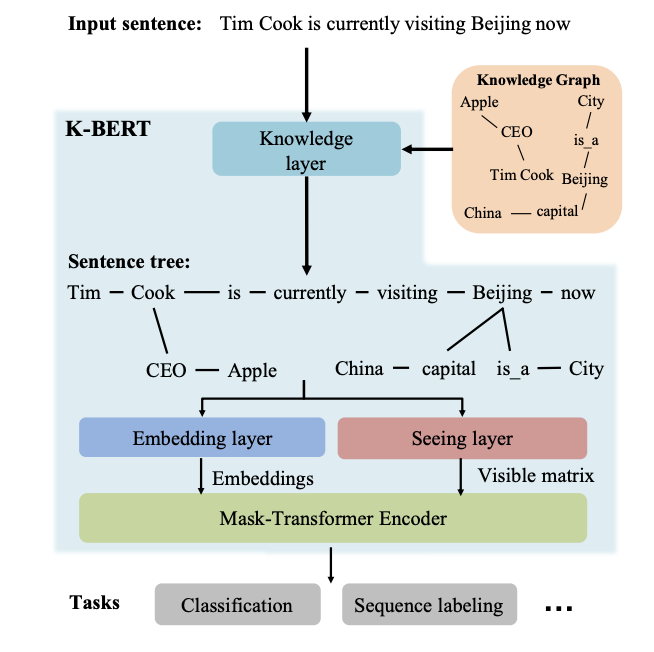 Input sentence: Tim Cook is currently visiting Beijing now
Knowledge Graph
Apple
City
CEO
is_a
Tim Cook
Beijing
China
capital
K-BERT
Knowledge
layer
Sentence tree:
Tim Cook is currently visiting Beijing now
CEO Apple
China capital is_a City
Embedding layer
Seeing layer
Embeddings
Visible matrix
Mask-Transformer Encoder
Tasks
Classification
Sequence labeling
...